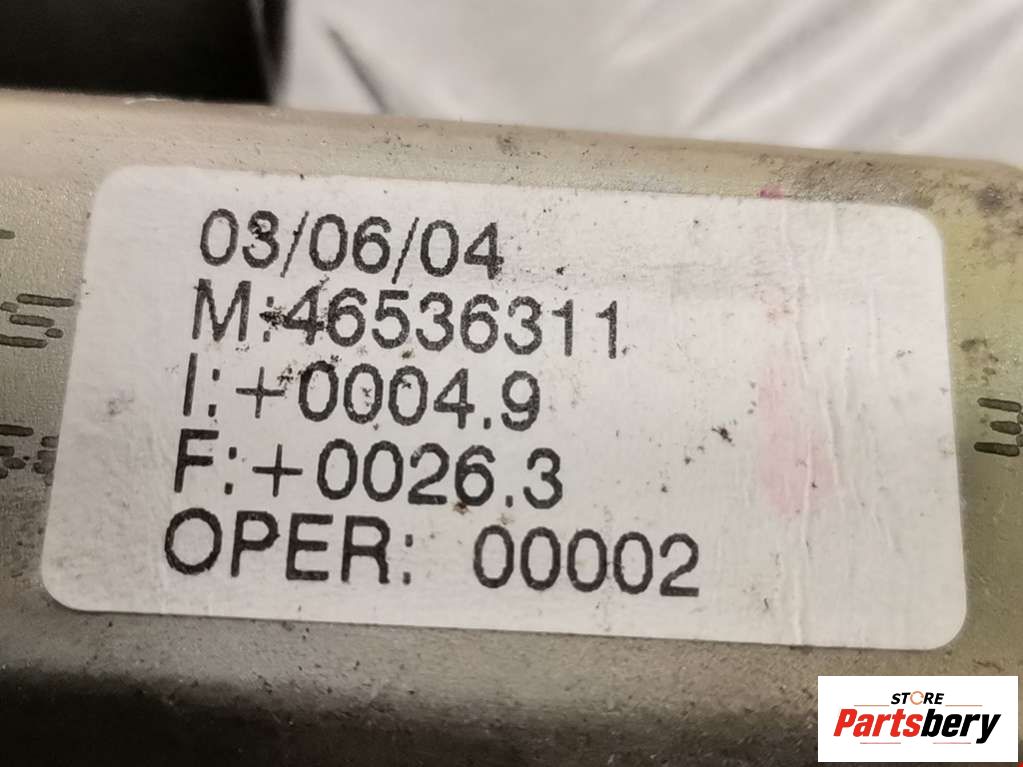 03/06/04
M:46536311
I:+0004.9
F:+0026.3
OPER: 00002
STORE
Partsbery